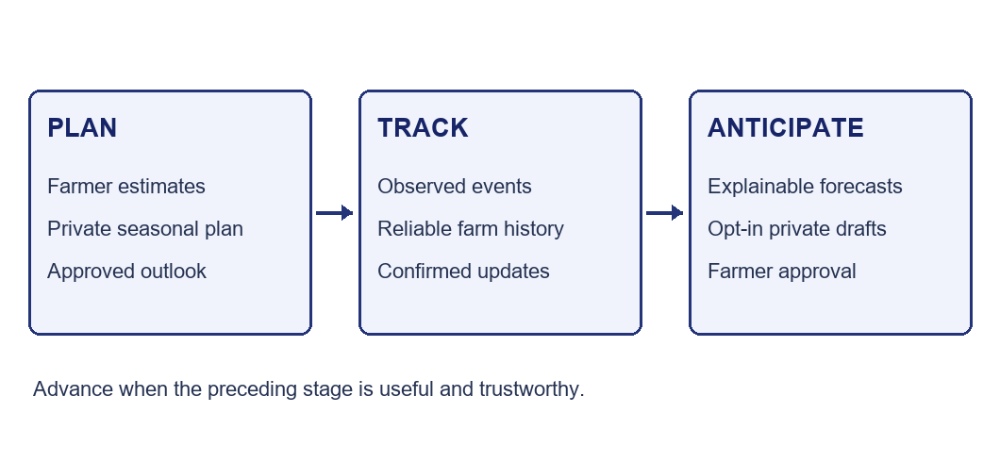 PLAN
Farmer estimates
Private seasonal plan
Approved outlook
TRACK
Observed events
Reliable farm history
Confirmed updates
ANTICIPATE
Explainable forecasts
Opt-in private drafts
Farmer approval
Advance when the preceding stage is useful and trustworthy.